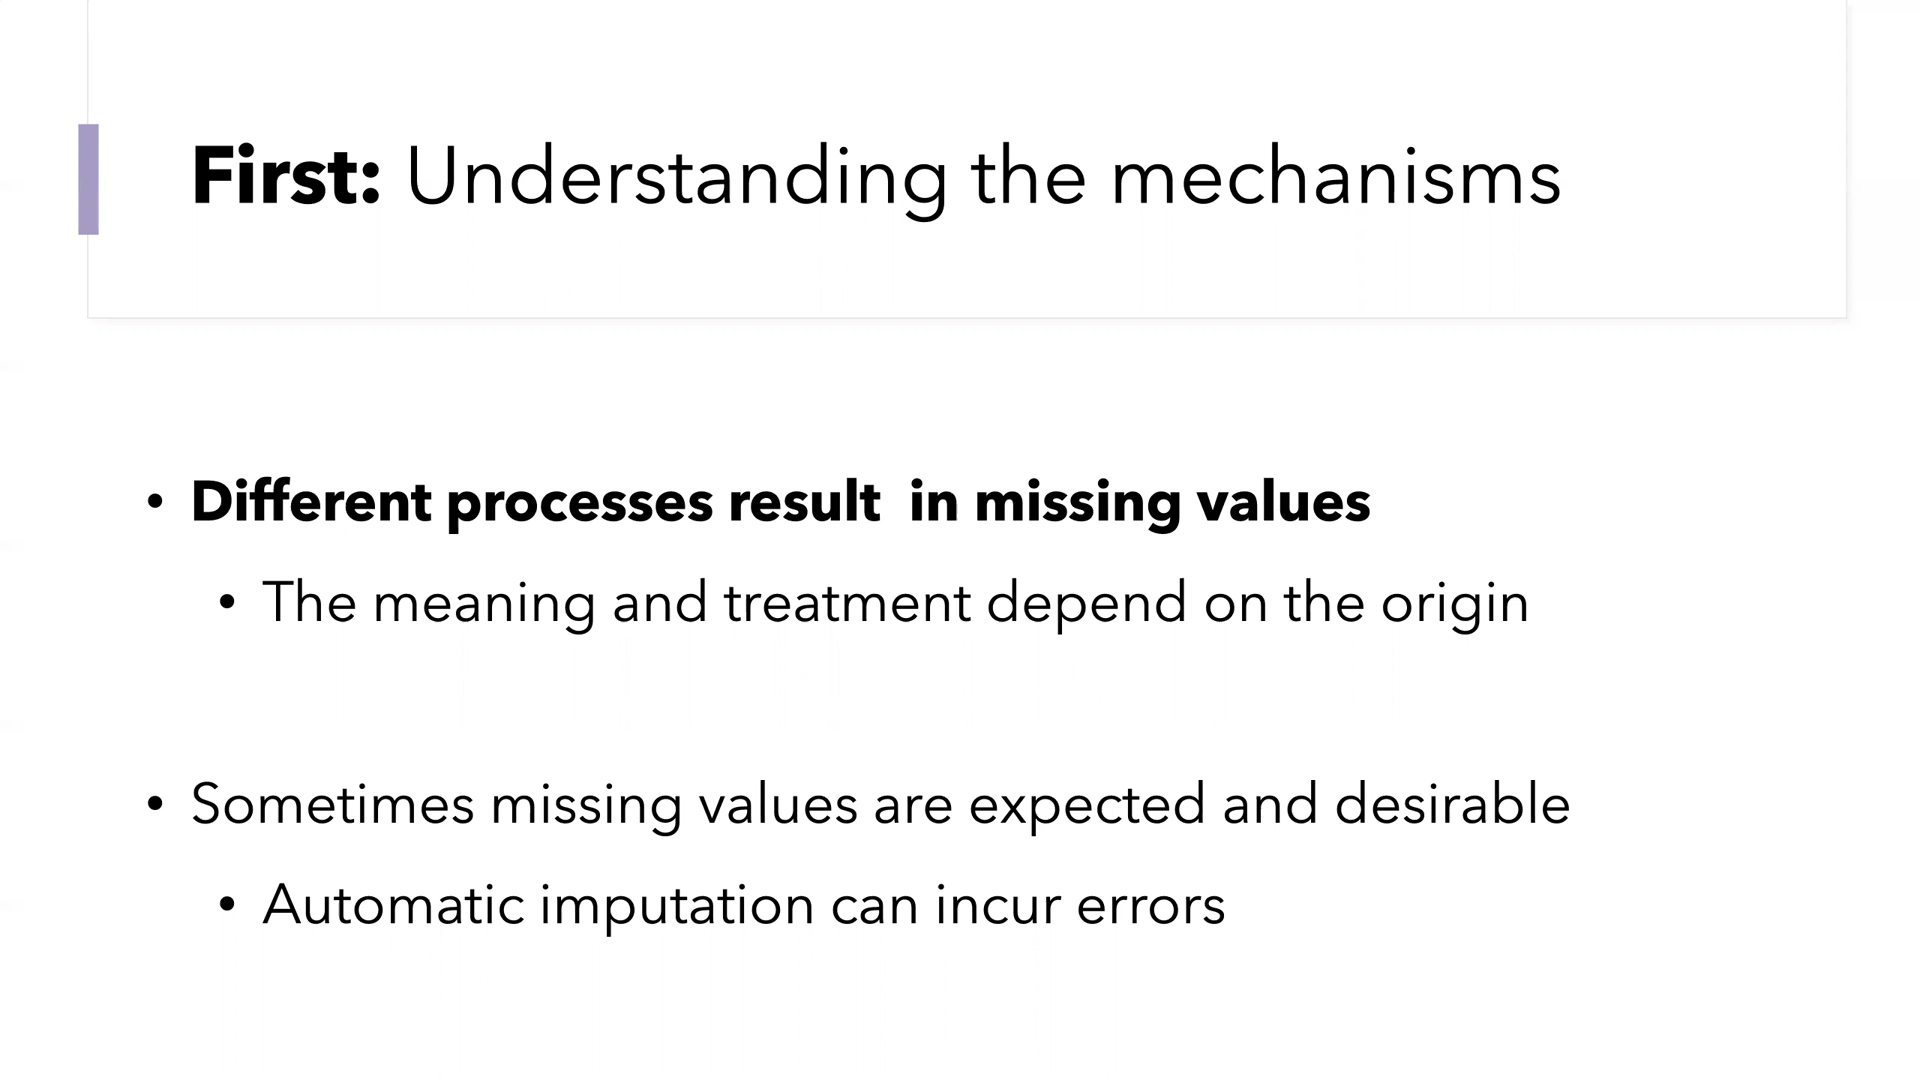 First: Understanding the mechanisms
• Different processes result  in missing values
• The meaning and treatment depend on the origin
• Sometimes missing values are expected and desirable
• Automatic imputation can incur errors